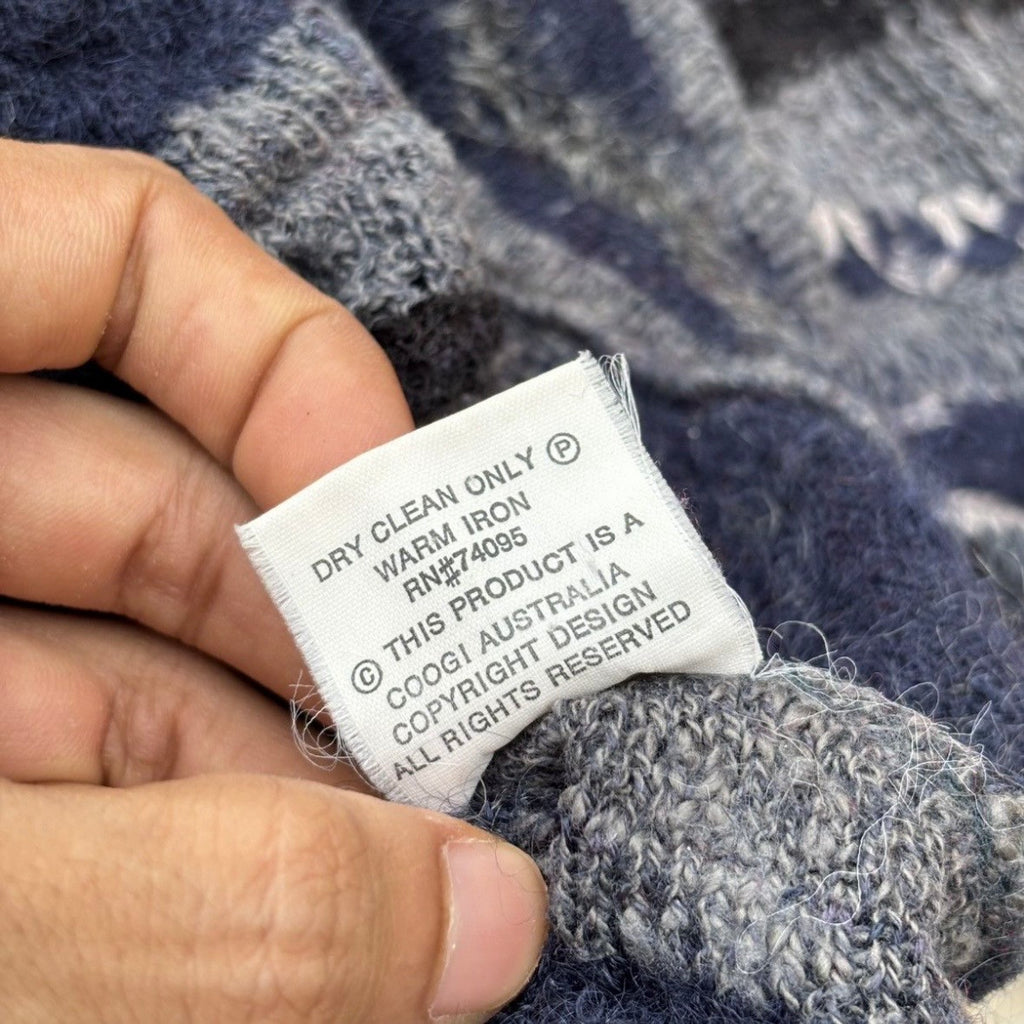 DRY CLEAN ONLY Ⓟ
WARM IRON
RN#74095
© THIS PRODUCT IS A
COOGI AUSTRALIA
COPYRIGHT DESIGN
ALL RIGHTS RESERVED